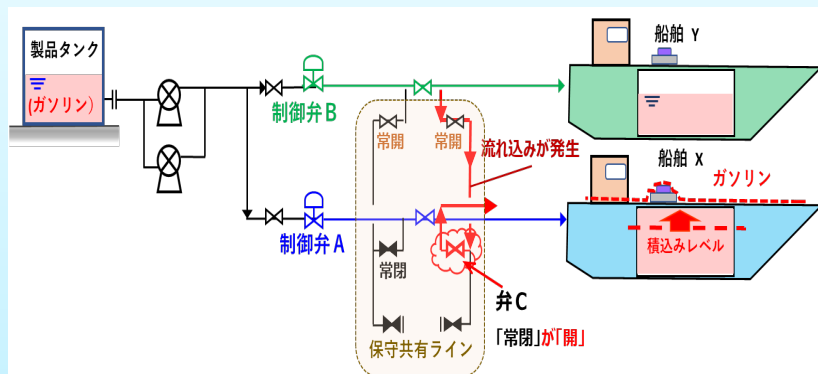 製品タンク
(ガソリン）
制御弁B
常開
常開
流れ込みが発生
船舶 Y
船舶 X
ガソリン
積込みレベル
制御弁A
常閉
弁C
「常閉」が「開」
保守共有ライン